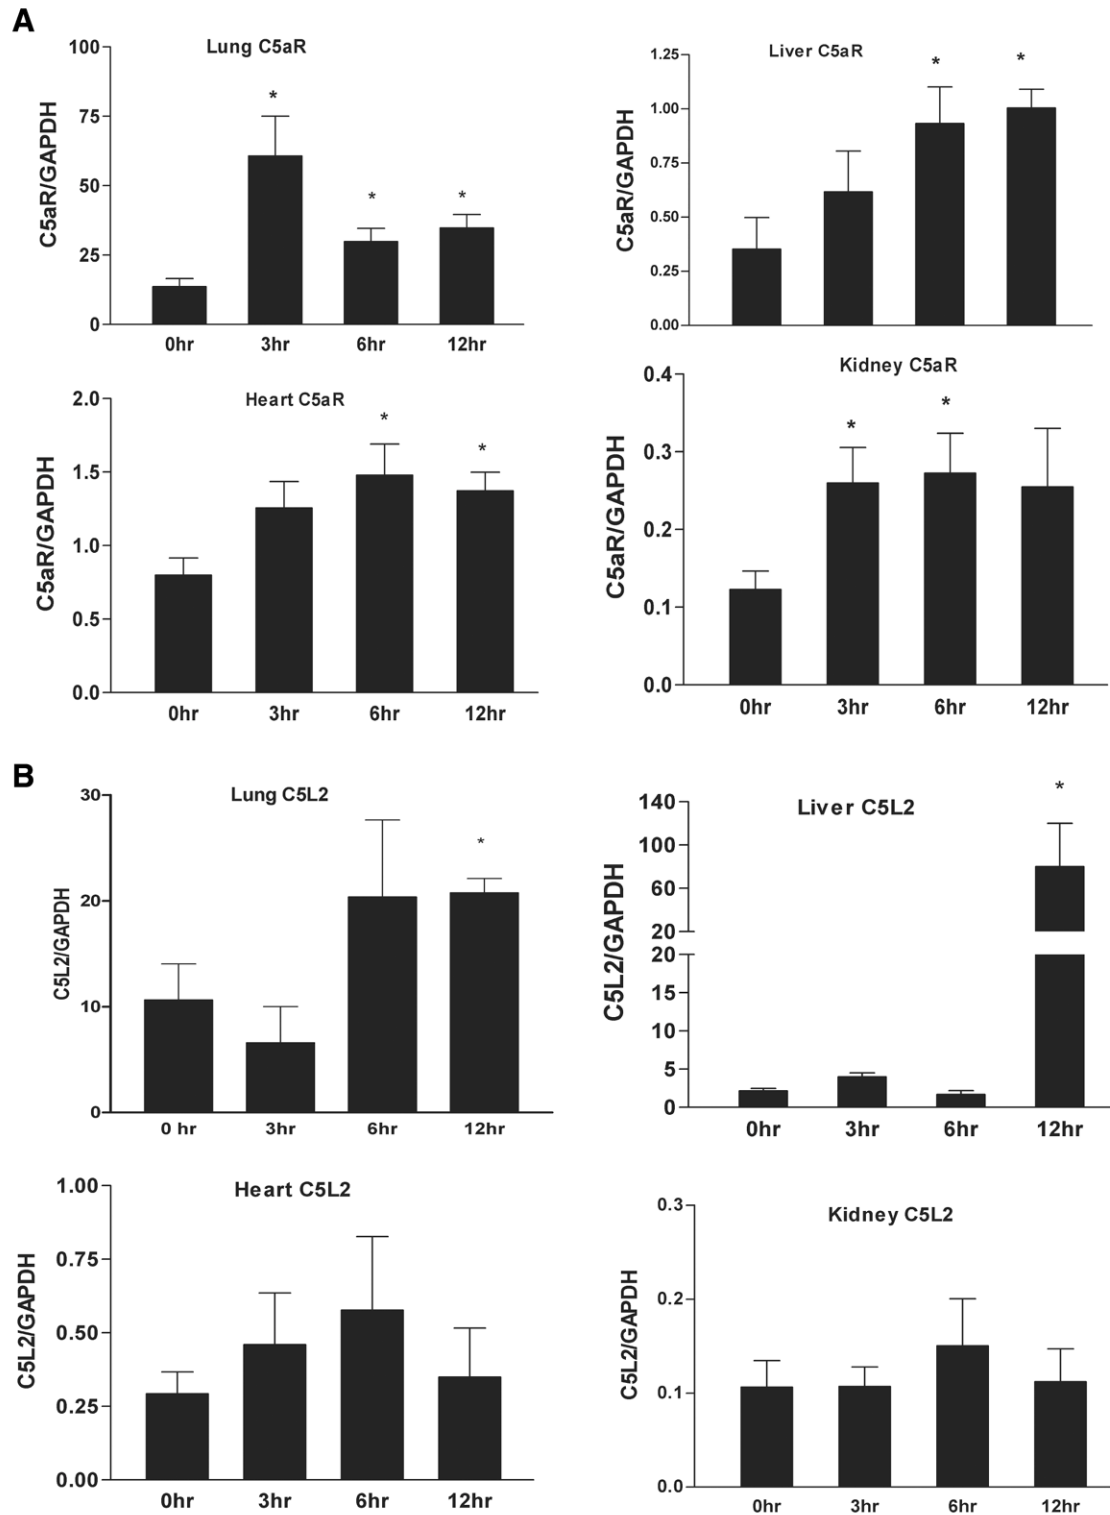 A
Lung C5aR
C5aR/GAPDH
100
75
50
25
0
*
*
*
0hr 3hr 6hr 12hr
Liver C5aR
C5aR/GAPDH
1.25
1.00
0.75
0.50
0.25
0.00
*
*
Heart C5aR
C5aR/GAPDH
2.0
1.5
1.0
0.5
0.0
*
*
0hr 3hr 6hr 12hr
Kidney C5aR
C5aR/GAPDH
0.4
0.3
0.2
0.1
0.0
*
*
0hr 3hr 6hr 12hr
B
Lung C5L2
C5L2/GAPDH
30
20
10
0
*
0 hr 3hr 6hr 12hr
Liver C5L2
C5L2/GAPDH
140
100
60
20
20
15
10
5
0
*
0hr 3hr 6hr 12hr
Heart C5L2
C5L2/GAPDH
1.00
0.75
0.50
0.25
0.00
0hr 3hr 6hr 12hr
Kidney C5L2
C5L2/GAPDH
0.3
0.2
0.1
0.0
0hr 3hr 6hr 12hr